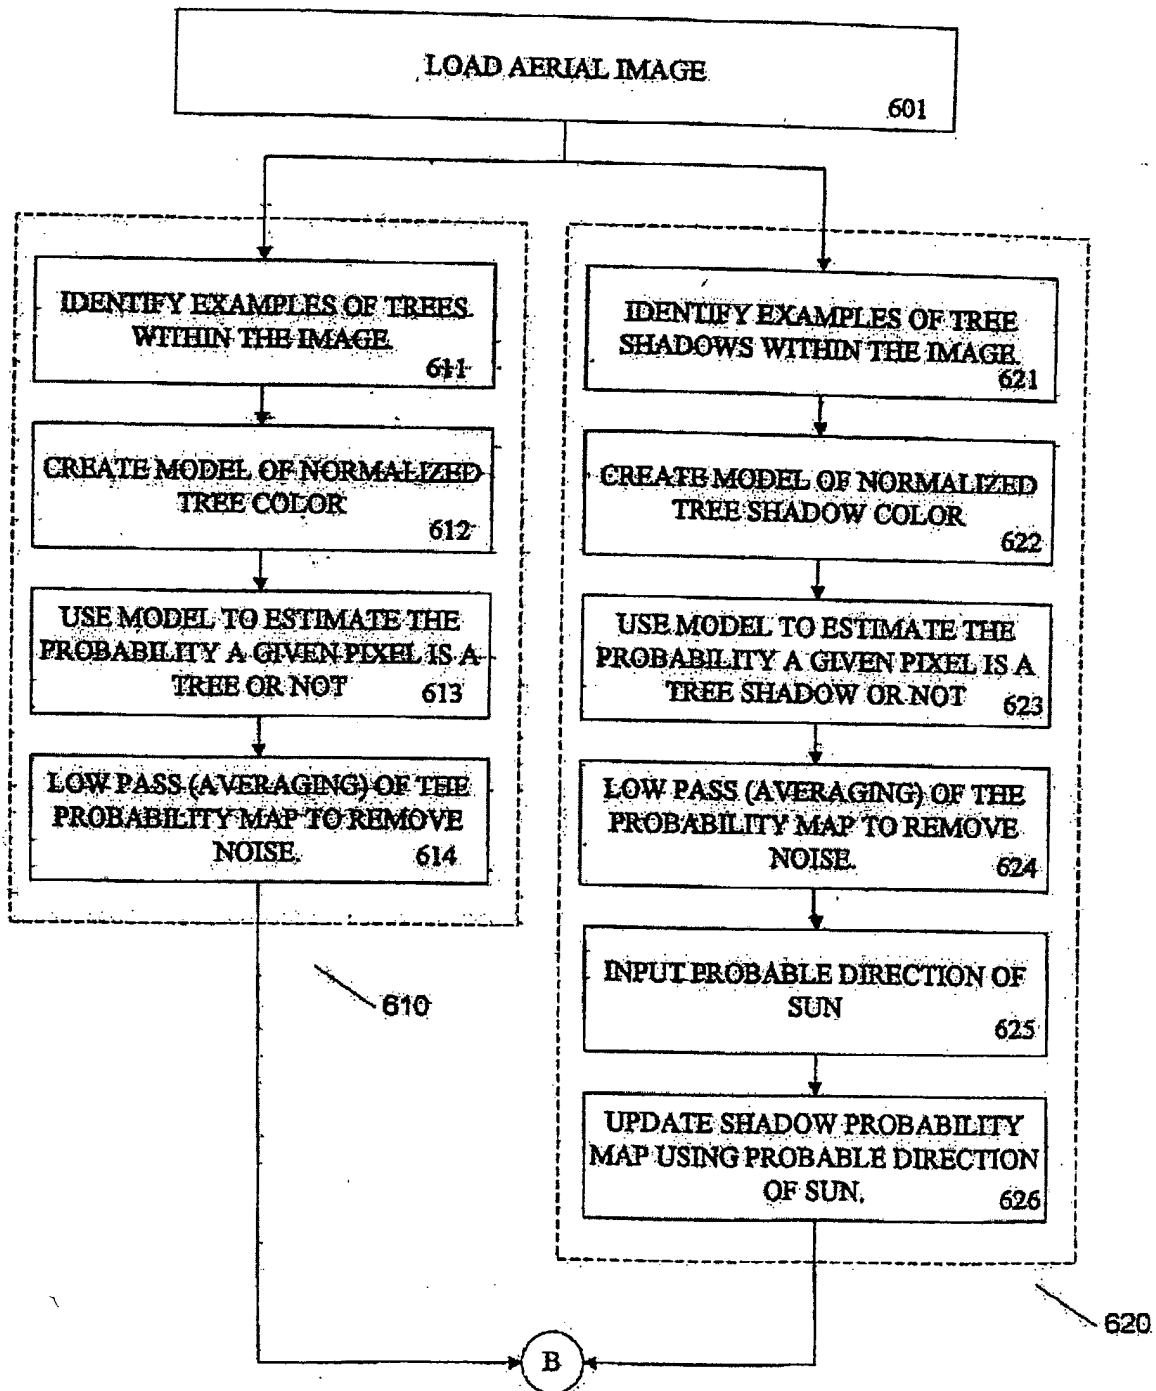 LOAD AERIAL IMAGE
601
IDENTIFY EXAMPLES OF TREES
WITHIN THE IMAGE.
611
CREATE MODEL OF NORMALIZED
TREE COLOR
612
USE MODEL TO ESTIMATE THE
PROBABILITY A GIVEN PIXEL IS A
TREE OR NOT
613
LOW PASS (AVERAGING) OF THE
PROBABILITY MAP TO REMOVE
NOISE.
614
610
IDENTIFY EXAMPLES OF TREE
SHADOWS WITHIN THE IMAGE.
621
CREATE MODEL OF NORMALIZED
TREE SHADOW COLOR
622
USE MODEL TO ESTIMATE THE
PROBABILITY A GIVEN PIXEL IS A
TREE SHADOW OR NOT
623
LOW PASS (AVERAGING) OF THE
PROBABILITY MAP TO REMOVE
NOISE.
624
INPUT PROBABLE DIRECTION OF
SUN
625
UPDATE SHADOW PROBABILITY
MAP USING PROBABLE DIRECTION
OF SUN.
626
620
B